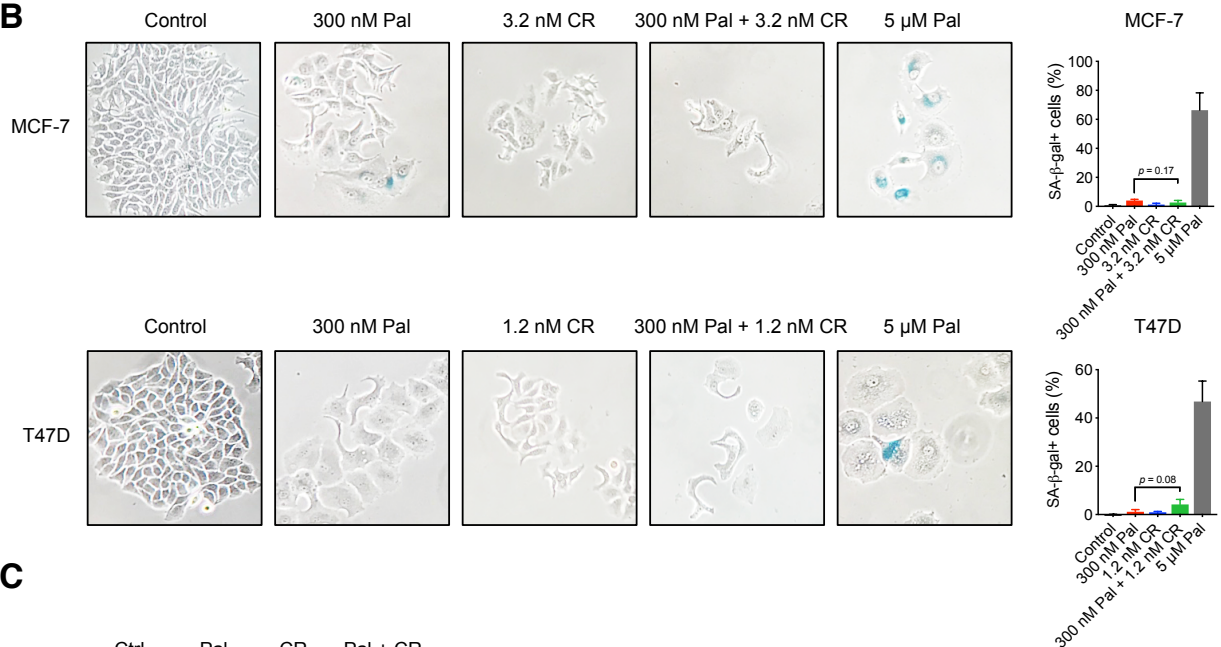 B
Control 300 nM Pal 3.2 nM CR 300 nM Pal + 3.2 nM CR 5 µM Pal MCF-7
MCF-7
SA-β-gal+ cells (%)
100
80
60
40
20
0
p = 0.17
Control
300 nM Pal
3.2 nM CR
300 nM Pal + 3.2 nM CR
5 µM Pal
Control 300 nM Pal 1.2 nM CR 300 nM Pal + 1.2 nM CR 5 µM Pal T47D
T47D
SA-β-gal+ cells (%)
60
40
20
0
p = 0.08
Control
300 nM Pal
1.2 nM CR
300 nM Pal + 1.2 nM CR
5 µM Pal
C
Ctrl Pal CR Pal + CR